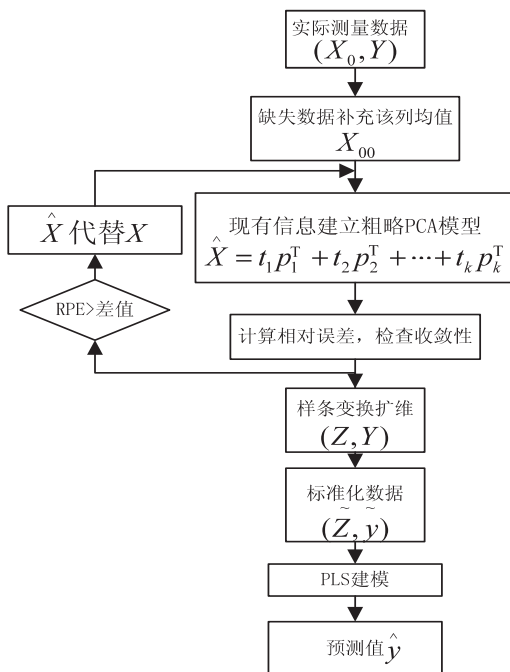 实际测量数据
(X₀,Y)
缺失数据补充该列均值
X₀₀
现有信息建立粗略PCA模型
X̂ = t₁p₁ᵀ + t₂p₂ᵀ + ⋯ + tₖpₖᵀ
X̂ 代替X
RPE>差值
计算相对误差，检查收敛性
样条变换扩维
(Z,Y)
标准化数据
(Z̃,ỹ)
PLS建模
预测值ŷ